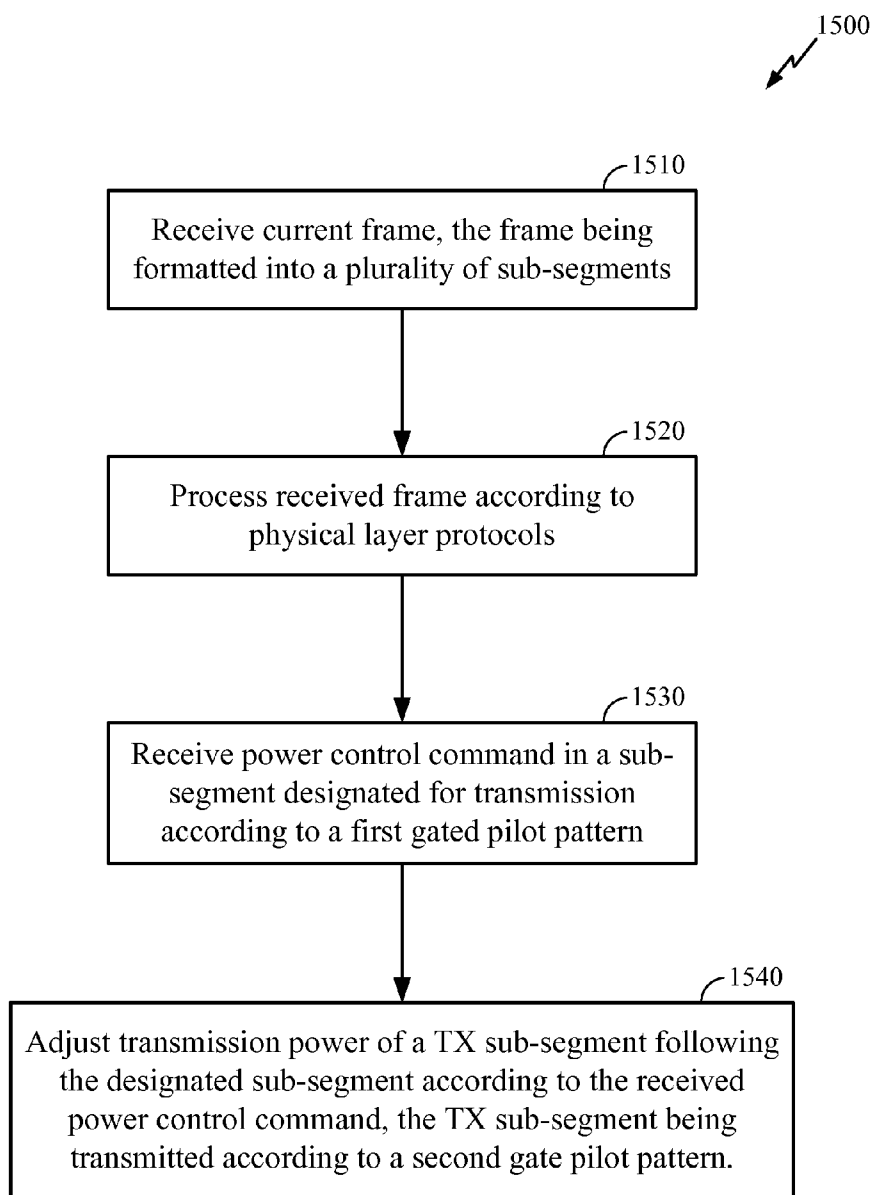 1500
1510
Receive current frame, the frame being
formatted into a plurality of sub-segments
1520
Process received frame according to
physical layer protocols
1530
Receive power control command in a sub-
segment designated for transmission
according to a first gated pilot pattern
1540
Adjust transmission power of a TX sub-segment following
the designated sub-segment according to the received
power control command, the TX sub-segment being
transmitted according to a second gate pilot pattern.